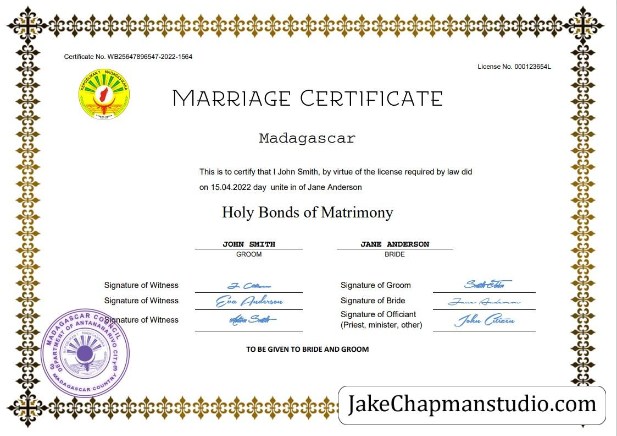 Certificate No. WB25647896547-2022-1564
License No. 000123654L
MARRIAGE CERTIFICATE
Madagascar
This is to certify that I John Smith, by virtue of the license required by law did
on 15.04.2022 day unite in of Jane Anderson
Holy Bonds of Matrimony
JOHN SMITH JANE ANDERSON
GROOM BRIDE
Signature of Witness Signature of Groom
Signature of Witness Eva Anderson Signature of Bride Jane Anderson
Signature of Witness Signature of Officiant John Citizen
(Priest, minister, other)
MADAGASCAR COUNCIL
DEPARTMENT OF ANTANANARIVO CITY
MADAGASCAR COUNTRY
TO BE GIVEN TO BRIDE AND GROOM
JakeChapmanstudio.com